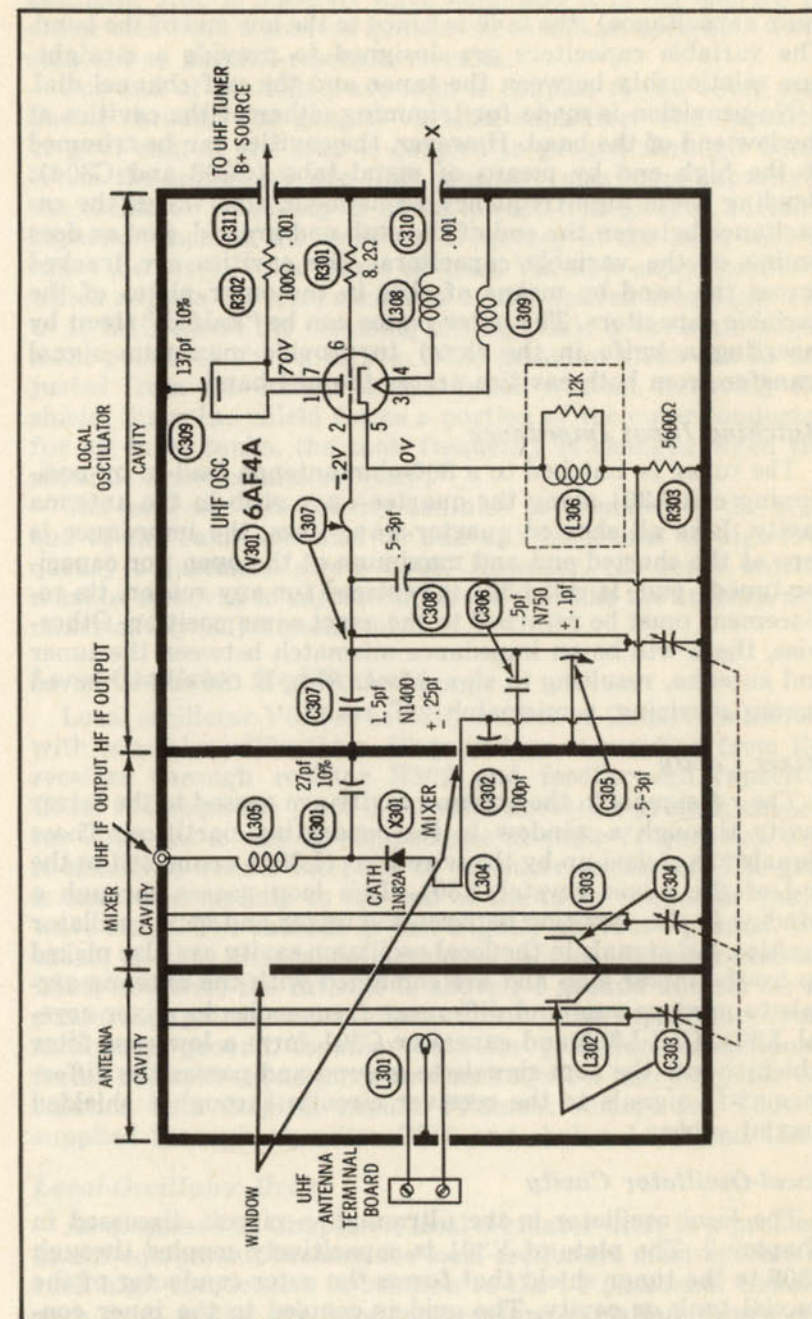 ANTENNA
CAVITY
MIXER
CAVITY
UHF IF OUTPUT HF IF OUTPUT
LOCAL
OSCILLATOR
CAVITY
TO UHF TUNER
B+ SOURCE
WINDOW
UHF
ANTENNA
TERMINAL
BOARD
L301
L305
C301
27pf
10%
CATH
1N82A
X301
MIXER
L304
C307
1.5pf
N1400
±.25pf
V301
6AF4A
UHF OSC
L307
C309
137pf 10%
70V
-.2V
0V
1
7
6
2
5
3
4
R302
100Ω
C311
.001
R301
8.2Ω
L308
C310
.001
X
L309
C308
.5-3pf
C306
.5pf
N750
±.1pf
C302
100pf
C305
.5-3pf
L302
C303
L303
C304
L306
12Ω
R303
5600Ω